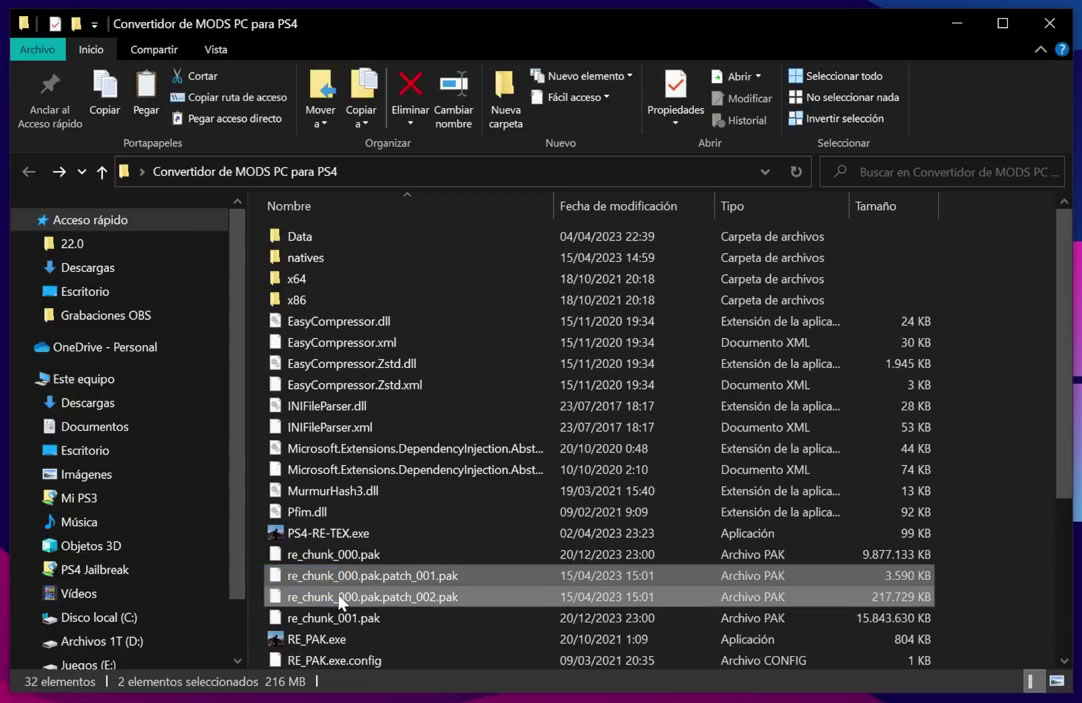 Convertidor de MODS PC para PS4
Archivo Inicio Compartir Vista
Andar al Acceso rápido
Copiar
Pegar
Cortar
Copiar ruta de acceso
Pegar acceso directo
Portapapeles
Mover a
Copiar a
Eliminar
Cambiar nombre
Organizar
Nueva carpeta
Nuevo elemento
Fácil acceso
Nuevo
Propiedades
Abrir
Modificar
Historial
Abrir
Seleccionar todo
No seleccionar nada
Invertir selección
Seleccionar
Convertidor de MODS PC para PS4
Buscar en Convertidor de MODS PC ...
Acceso rápido
22.0
Descargas
Escritorio
Grabaciones OBS
OneDrive - Personal
Este equipo
Descargas
Documentos
Escritorio
Imágenes
Mi PS3
Música
Objetos 3D
PS4 Jailbreak
Vídeos
Disco local (C:)
Archivos 1T (D:)
Juegos (E:)
Nombre Fecha de modificación Tipo Tamaño
Data 04/04/2023 22:39 Carpeta de archivos
natives 15/04/2023 14:59 Carpeta de archivos
x64 18/10/2021 20:18 Carpeta de archivos
x86 18/10/2021 20:18 Carpeta de archivos
EasyCompressor.dll 15/11/2020 19:34 Extensión de la aplica... 24 KB
EasyCompressor.xml 15/11/2020 19:34 Documento XML 30 KB
EasyCompressor.Zstd.dll 15/11/2020 19:34 Extensión de la aplica... 1.945 KB
EasyCompressor.Zstd.xml 15/11/2020 19:34 Documento XML 3 KB
INIFileParser.dll 23/07/2017 18:17 Extensión de la aplica... 28 KB
INIFileParser.xml 23/07/2017 18:17 Documento XML 53 KB
Microsoft.Extensions.DependencyInjection.Abst... 20/10/2020 0:48 Extensión de la aplica... 44 KB
Microsoft.Extensions.DependencyInjection.Abst... 10/10/2020 2:10 Documento XML 74 KB
MurmurHash3.dll 19/03/2021 15:40 Extensión de la aplica... 13 KB
Pfim.dll 09/02/2021 9:09 Extensión de la aplica... 92 KB
PS4-RE-TEX.exe 02/04/2023 23:23 Aplicación 99 KB
re_chunk_000.pak 20/12/2023 23:00 Archivo PAK 9.877.133 KB
re_chunk_000.pak.patch_001.pak 15/04/2023 15:01 Archivo PAK 3.590 KB
re_chunk_000.pak.patch_002.pak 15/04/2023 15:01 Archivo PAK 217.729 KB
re_chunk_001.pak 20/12/2023 23:00 Archivo PAK 15.843.630 KB
RE_PAK.exe 20/10/2021 1:09 Aplicación 804 KB
RE_PAK.exe.config 09/03/2021 20:35 Archivo CONFIG 1 KB
32 elementos 2 elementos seleccionados 216 MB